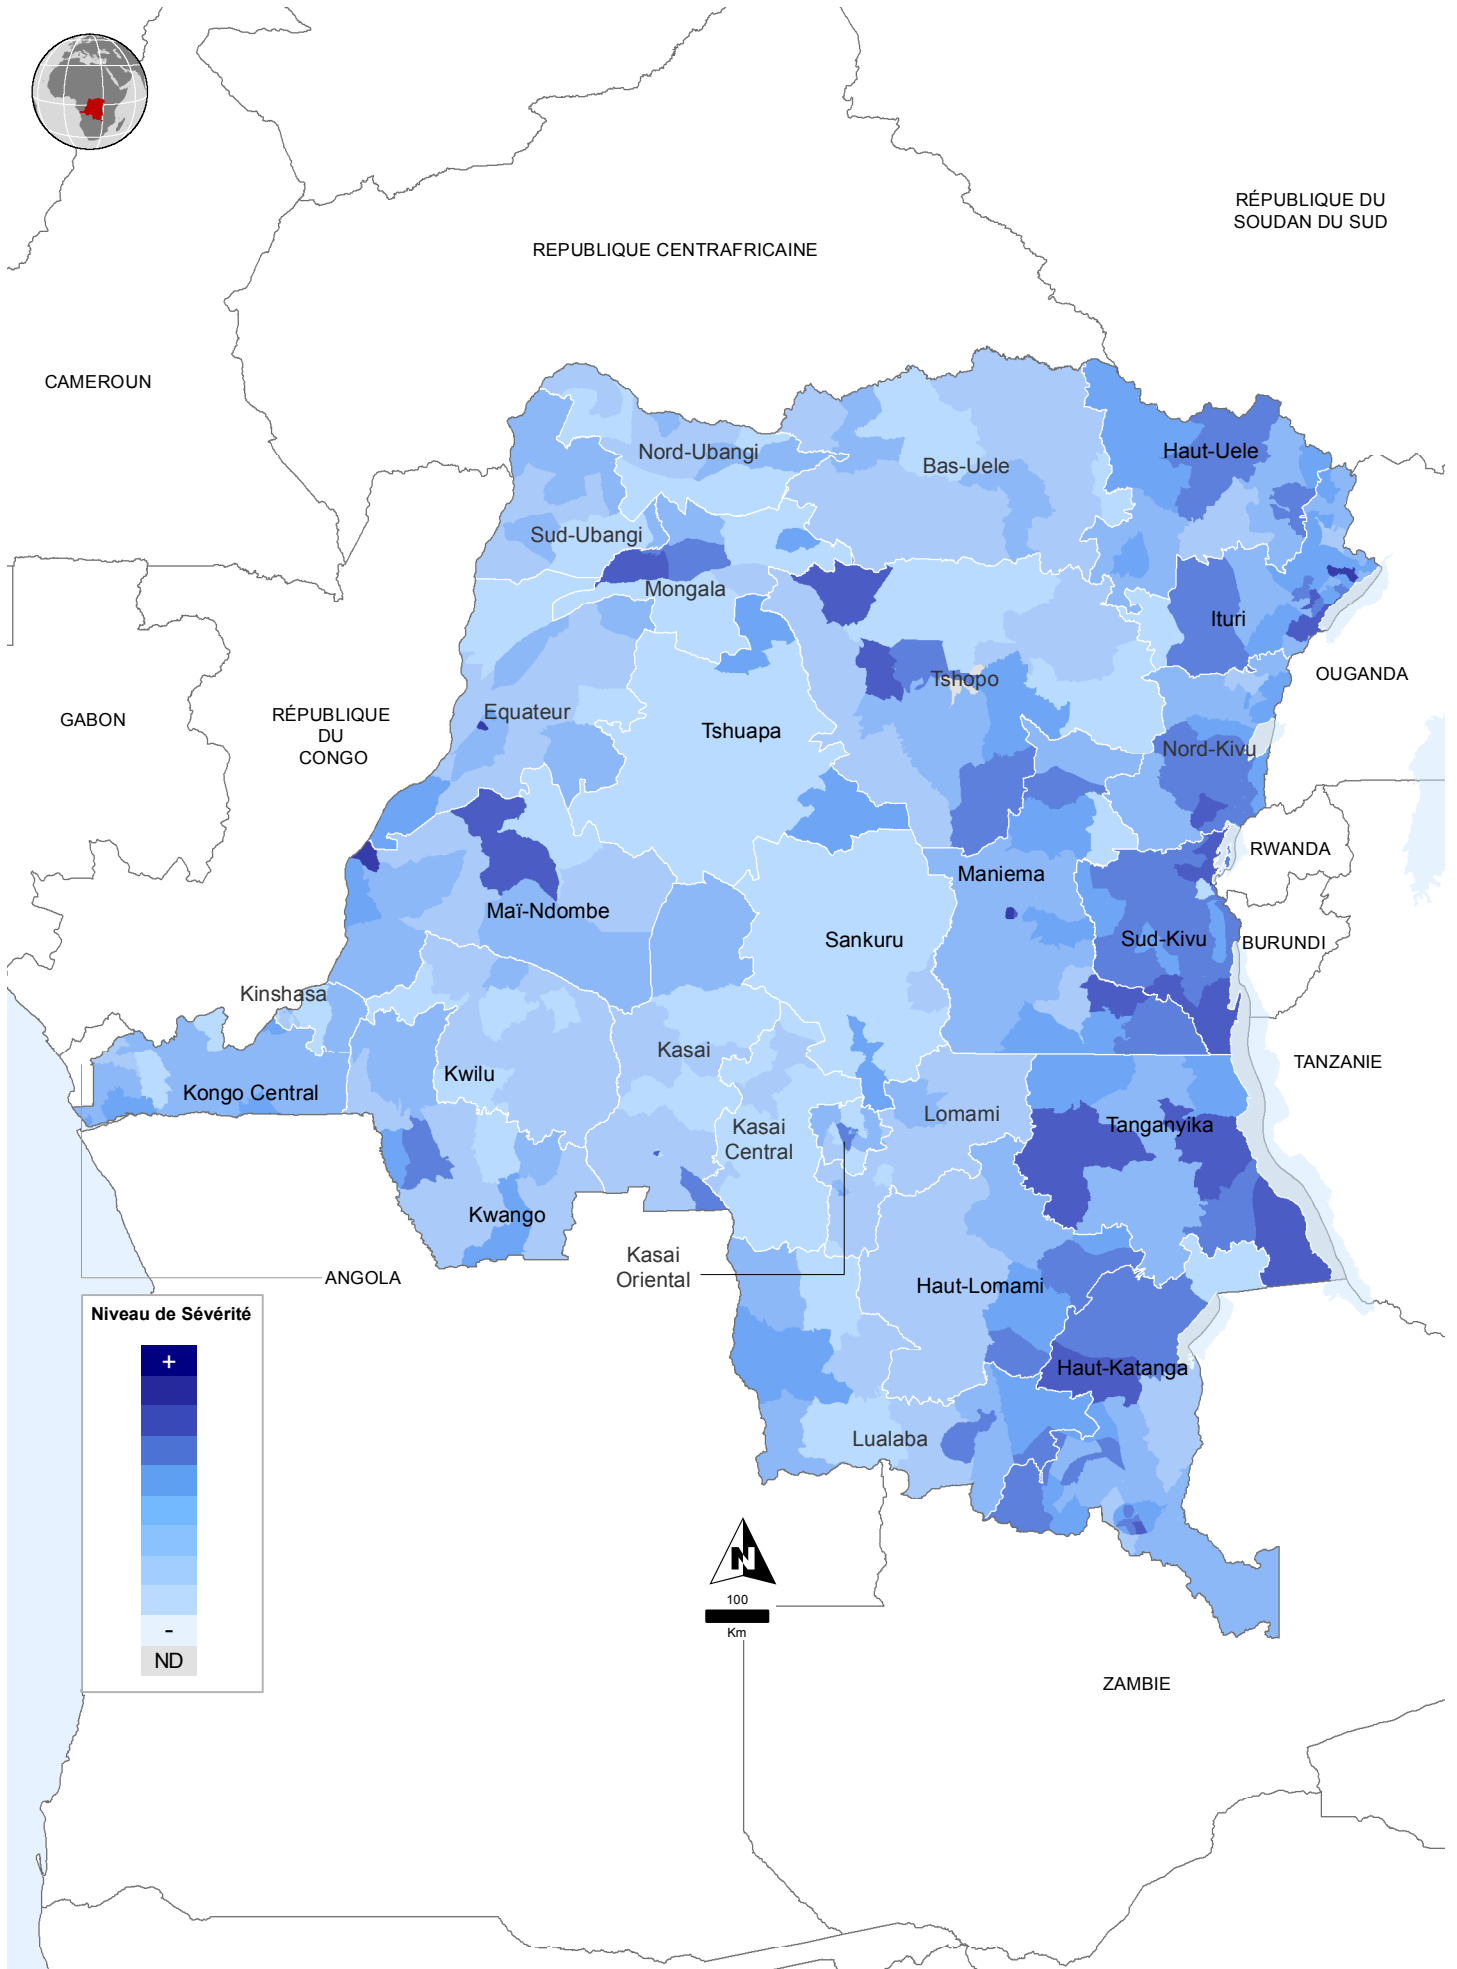 RÉPUBLIQUE DU
SOUDAN DU SUD
REPUBLIQUE CENTRAFRICAINE
CAMEROUN
Nord-Ubangi
Haut-Uele
Bas-Uele
Sud-Ubangi
Mongala
Ituri
OUGANDA
Tshopo
GABON
RÉPUBLIQUE
DU
CONGO
Equateur
Tshuapa
Nord-Kivu
RWANDA
Maniema
Maï-Ndombe
Sankuru
Sud-Kivu
BURUNDI
Kinshasa
Kasai
TANZANIE
Kwilu
Kongo Central
Lomami
Tanganyika
Kasai
Central
Kwango
Kasai
Oriental
ANGOLA
Haut-Lomami
Niveau de Sévérité
+
-
ND
Haut-Katanga
Lualaba
N
100
Km
ZAMBIE